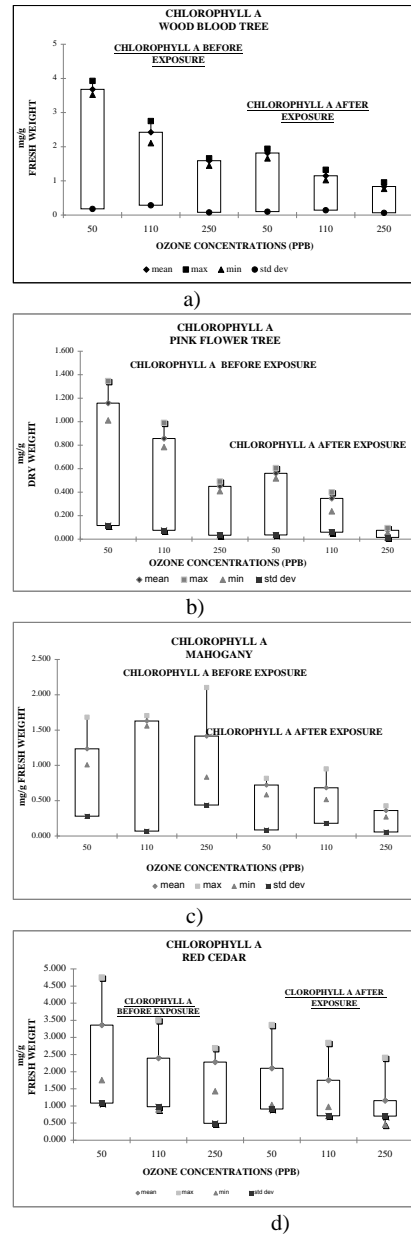 CHLOROPHYLL A
WOOD BLOOD TREE
CHLOROPHYLL A BEFORE
EXPOSURE
CHLOROPHYLL A AFTER
EXPOSURE
mg/g
FRESH WEIGHT
5
4
3
2
1
0
50 110 250 50 110 250
OZONE CONCENTRATIONS (PPB)
mean max min std dev
a)
CHLOROPHYLL A
PINK FLOWER TREE
CHLOROPHYLL A BEFORE EXPOSURE
CHLOROPHYLL A AFTER EXPOSURE
mg/g
DRY WEIGHT
1.600
1.400
1.200
1.000
0.800
0.600
0.400
0.200
0.000
50 110 250 50 110 250
OZONE CONCENTRATIONS (PPB)
mean max min std dev
b)
CHLOROPHYLL A
MAHOGANY
CHLOROPHYLL A BEFORE EXPOSURE
CHLOROPHYLL A AFTER EXPOSURE
mg/g FRESH WEIGHT
2.500
2.000
1.500
1.000
0.500
0.000
50 110 250 50 110 250
OZONE CONCENTRATIONS (PPB)
mean max min std dev
c)
CHLOROPHYLL A
RED CEDAR
CLOROPHYLL A
BEFORE EXPOSURE
CLOROPHYLL A AFTER
EXPOSURE
mg/g
FRESH WEIGHT
5.000
4.500
4.000
3.500
3.000
2.500
2.000
1.500
1.000
0.500
0.000
50 110 250 50 110 250
OZONE CONCENTRATIONS (PPB)
mean max min std dev
d)